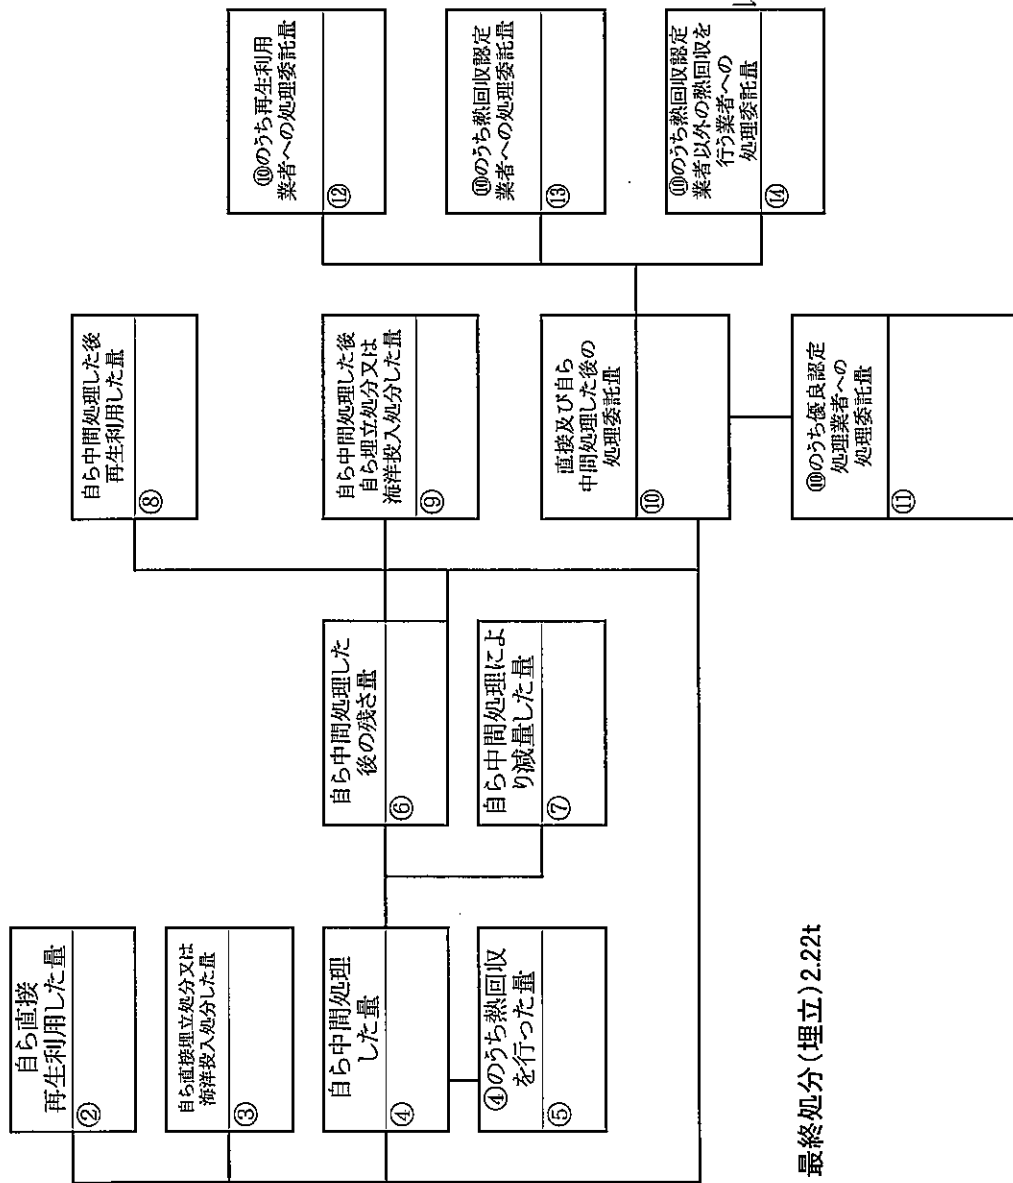 自ら直接
再生利用した量
②
自ら直接埋立処分又は
海洋投入処分した量
③
自ら中間処理
した量
④
④のうち熱回収
を行った量
⑤
自ら中間処理した
後の残さ量
⑥
自ら中間処理によ
り減量した量
⑦
自ら中間処理した後
再生利用した量
⑧
自ら中間処理した後
自ら埋立処分又は
海洋投入処分した量
⑨
直接及び自ら
中間処理した後の
処理委託量
⑩
⑩のうち優良認定
処理業者への
処理委託量
⑪
⑩のうち再生利用
業者への処理委託量
⑫
⑩のうち熱回収認定
業者への処理委託量
⑬
⑩のうち熱回収認定
業者以外の熱回収を
行う業者への
処理委託量
⑭
最終処分(埋立)2.22t